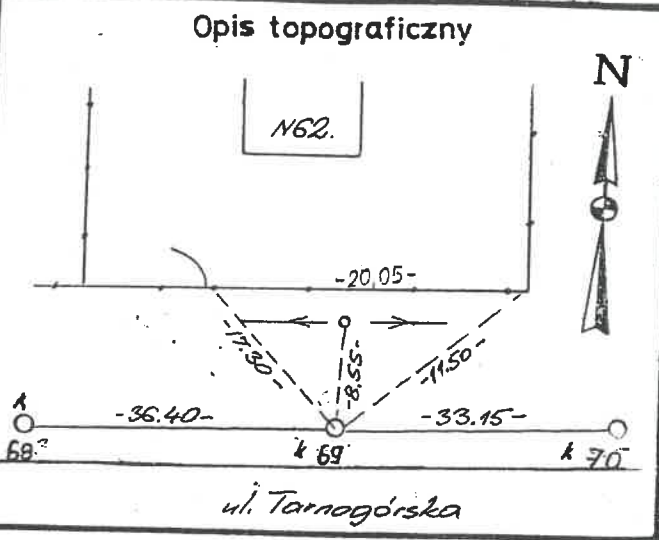 Opis topograficzny
N
N62.
-20,05-
-17.30-
-8.55-
-11.50-
k
-36.40-
-33.15-
68
k 69
k 70
ul. Tarnogórska